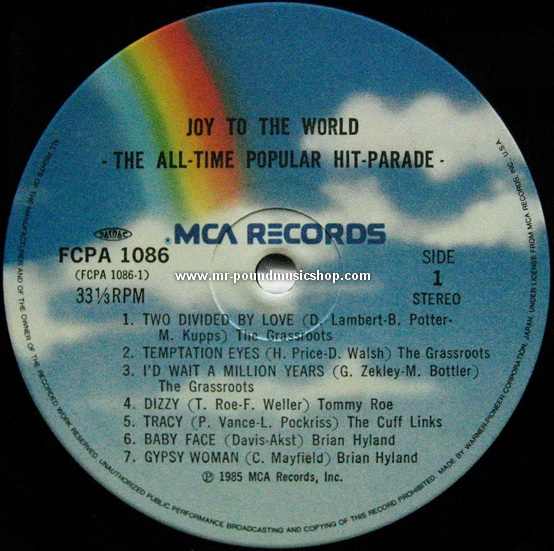 JOY TO THE WORLD
- THE ALL-TIME POPULAR HIT-PARADE -
JASRAC
MCA RECORDS
FCPA 1086
(FCPA 1086-1)
33⅓RPM
SIDE
1
STEREO
www.mr-poundmusicshop.com
1. TWO DIVIDED BY LOVE (D. Lambert-B. Potter-
M. Kupps) The Grassroots
2. TEMPTATION EYES (H. Price-D. Walsh) The Grassroots
3. I'D WAIT A MILLION YEARS (G. Zekley-M. Bottler)
The Grassroots
4. DIZZY (T. Roe-F. Weller) Tommy Roe
5. TRACY (P. Vance-L. Pockriss) The Cuff Links
6. BABY FACE (Davis-Akst) Brian Hyland
7. GYPSY WOMAN (C. Mayfield) Brian Hyland
Ⓟ 1985 MCA Records, Inc.
ALL RIGHTS OF THE MANUFACTURER AND OF THE OWNER OF THE RECORDED WORK RESERVED. UNAUTHORIZED PUBLIC PERFORMANCE BROADCASTING AND COPYING OF THIS RECORD PROHIBITED. MADE BY WARNER-PIONEER CORPORATION, JAPAN, UNDER LICENSE FROM MCA RECORDS, INC., U.S.A.